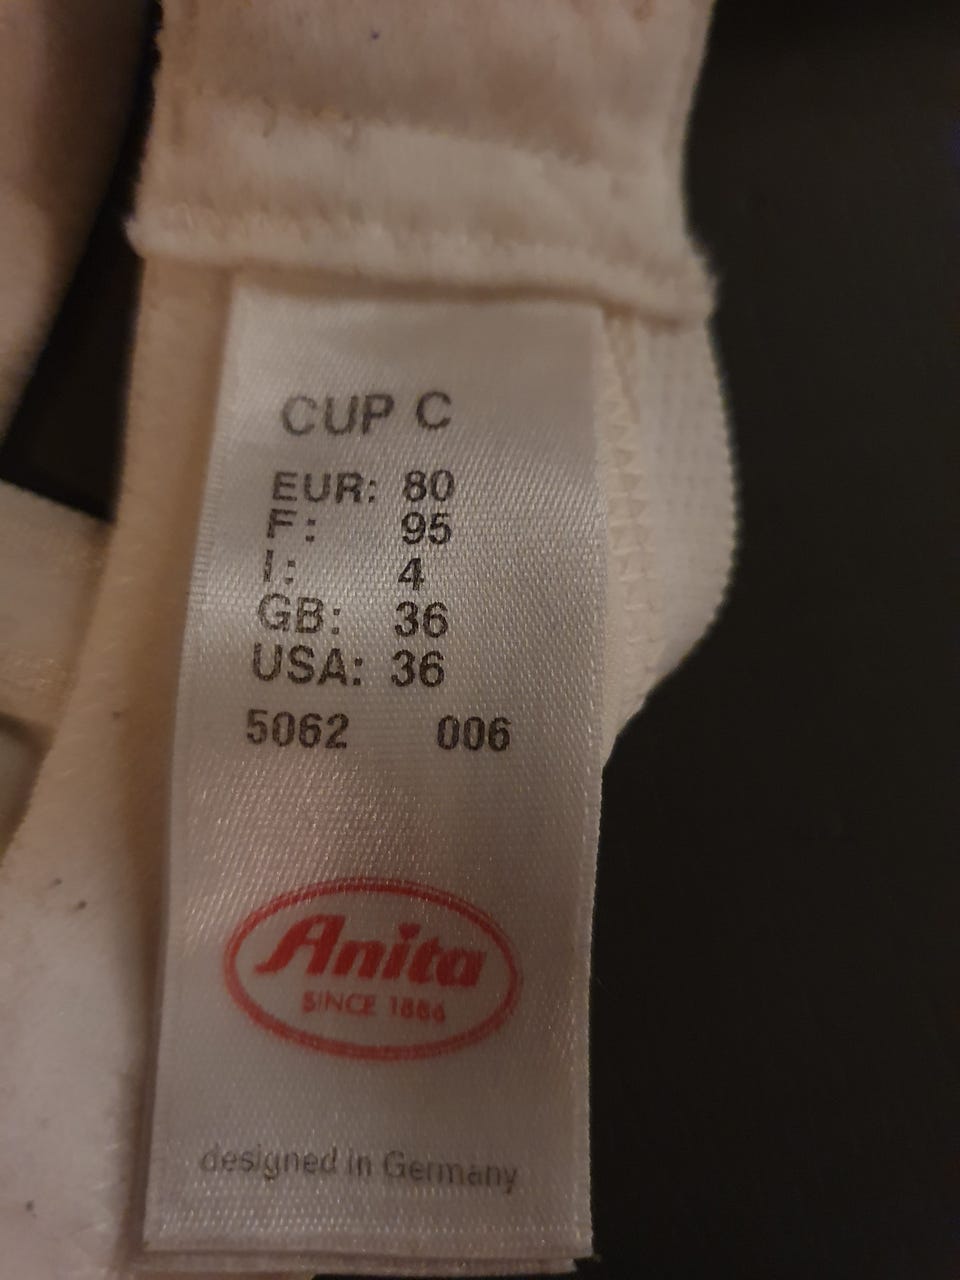 CUP C
EUR: 80
F: 95
I: 4
GB: 36
USA: 36
5062 006
Anita
SINCE 1886
designed in Germany